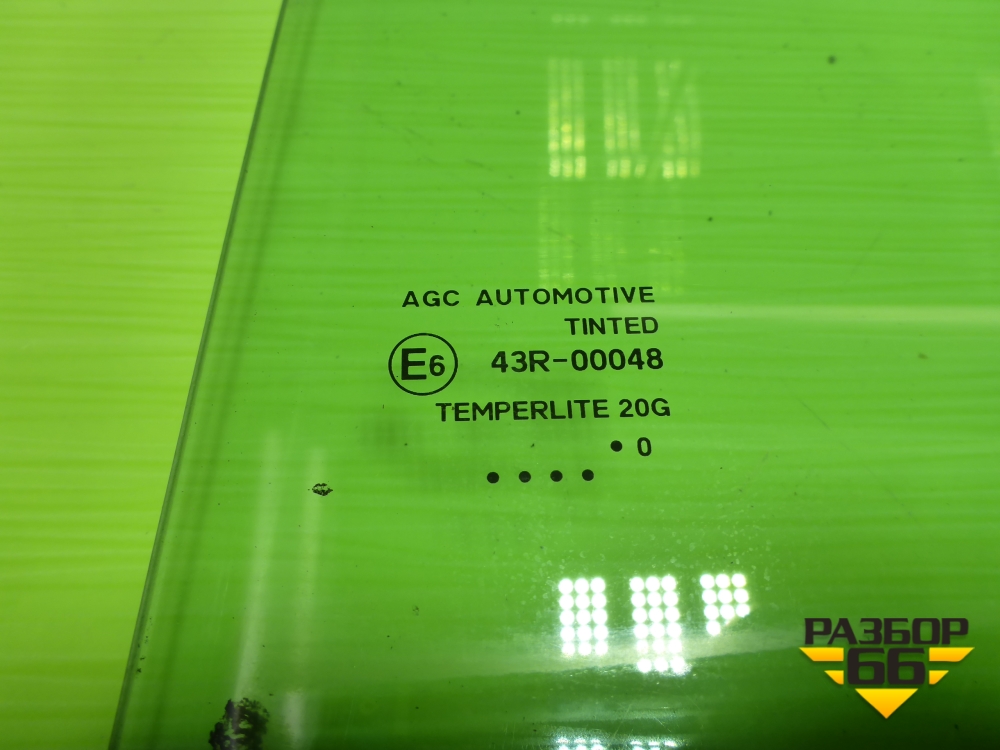 AGC AUTOMOTIVE
TINTED
E6 43R-00048
TEMPERLITE 20G
• 0
• • • •
РАЗБОР
66